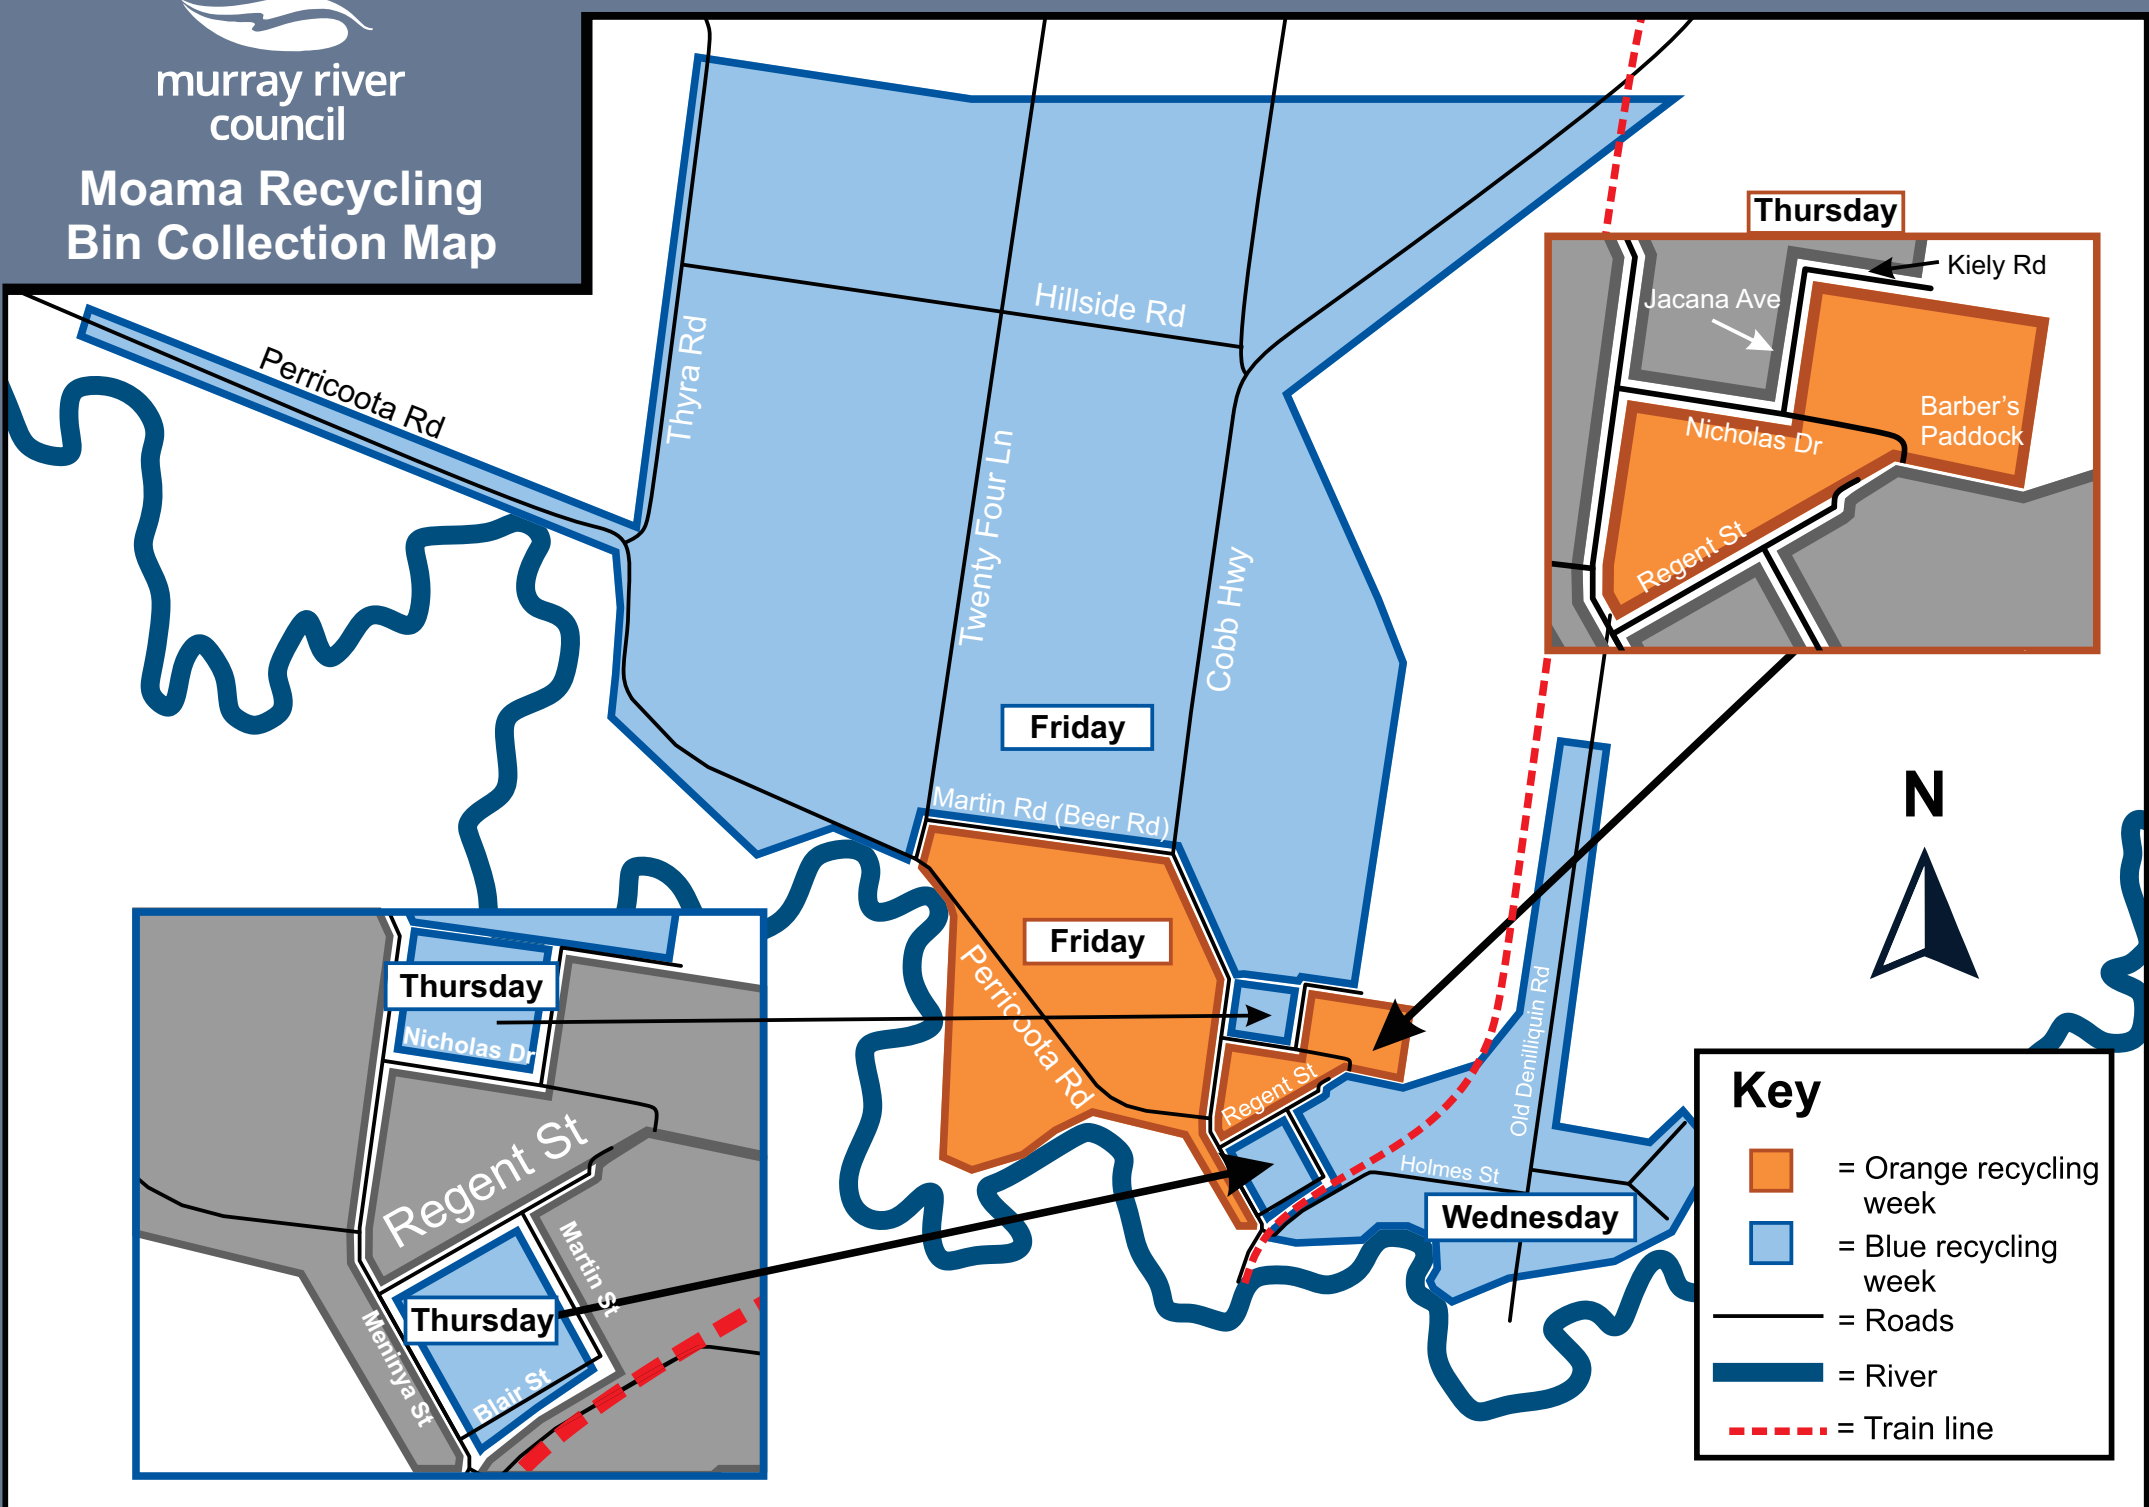 murray river
council
Moama Recycling
Bin Collection Map
Thursday
Kiely Rd
Jacana Ave
Barber's
Paddock
Nicholas Dr
Regent St
Hillside Rd
Perricoota Rd
Thyra Rd
Twenty Four Ln
Cobb Hwy
Friday
Martin Rd (Beer Rd)
N
Friday
Perricoota Rd
Regent St
Old Denilliquin Rd
Holmes St
Wednesday
Thursday
Nicholas Dr
Regent St
Martin St
Thursday
Meninya St
Blair St
Key
= Orange recycling
week
= Blue recycling
week
= Roads
= River
= Train line